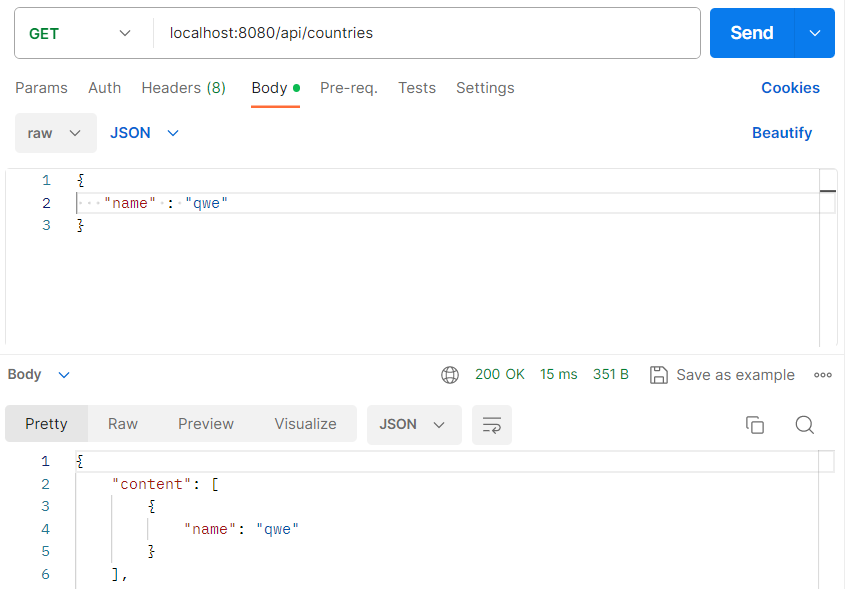 GET localhost:8080/api/countries Send
Params Auth Headers (8) Body Pre-req. Tests Settings Cookies
raw JSON Beautify
1 {
2 "name" : "qwe"
3 }
Body 200 OK 15 ms 351 B Save as example
Pretty Raw Preview Visualize JSON
1 {
2 "content": [
3 {
4 "name": "qwe"
5 }
6 ],